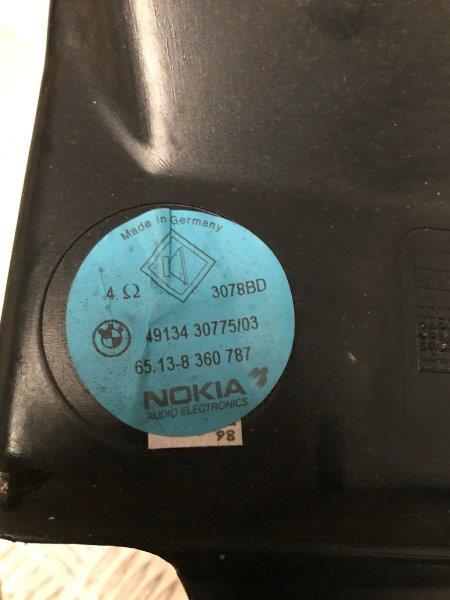 Made in Germany
4 Ω
3078BD
49134 30775/03
65.13-8 360 787
NOKIA
AUDIO ELECTRONICS
98